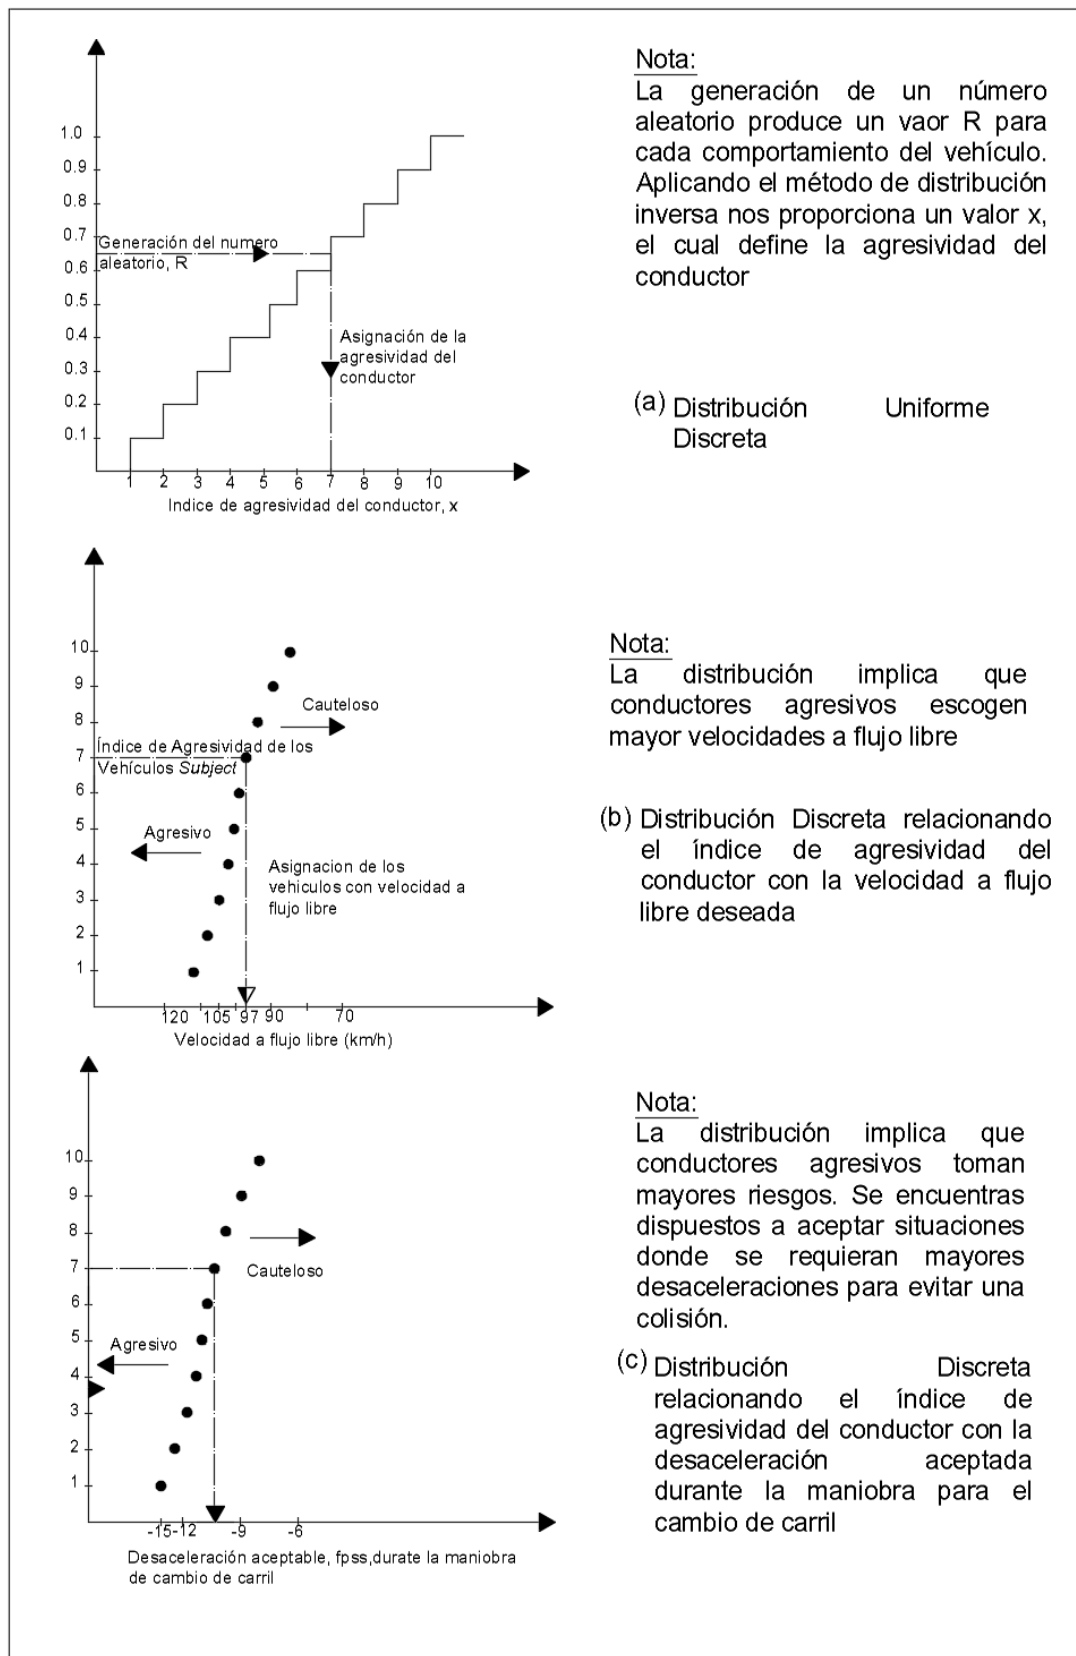 1.0
0.9
0.8
0.7
0.6
0.5
0.4
0.3
0.2
0.1
Generación del numero
aleatorio, R
Asignación de la
agresividad del
conductor
1 2 3 4 5 6 7 8 9 10
Indice de agresividad del conductor, x
Nota:
La generación de un número
aleatorio produce un vaor R para
cada comportamiento del vehículo.
Aplicando el método de distribución
inversa nos proporciona un valor x,
el cual define la agresividad del
conductor
(a) Distribución Uniforme
Discreta
10
9
8
7
6
5
4
3
2
1
Cauteloso
Índice de Agresividad de los
Vehículos Subject
Agresivo
Asignacion de los
vehiculos con velocidad a
flujo libre
120 105 97 90 70
Velocidad a flujo libre (km/h)
Nota:
La distribución implica que
conductores agresivos escogen
mayor velocidades a flujo libre
(b) Distribución Discreta relacionando
el índice de agresividad del
conductor con la velocidad a flujo
libre deseada
10
9
8
7
6
5
4
3
2
1
Cauteloso
Agresivo
-15 -12 -9 -6
Desaceleración aceptable, fpss,durate la maniobra
de cambio de carril
Nota:
La distribución implica que
conductores agresivos toman
mayores riesgos. Se encuentras
dispuestos a aceptar situaciones
donde se requieran mayores
desaceleraciones para evitar una
colisión.
(c) Distribución Discreta
relacionando el índice de
agresividad del conductor con la
desaceleración aceptada
durante la maniobra para el
cambio de carril